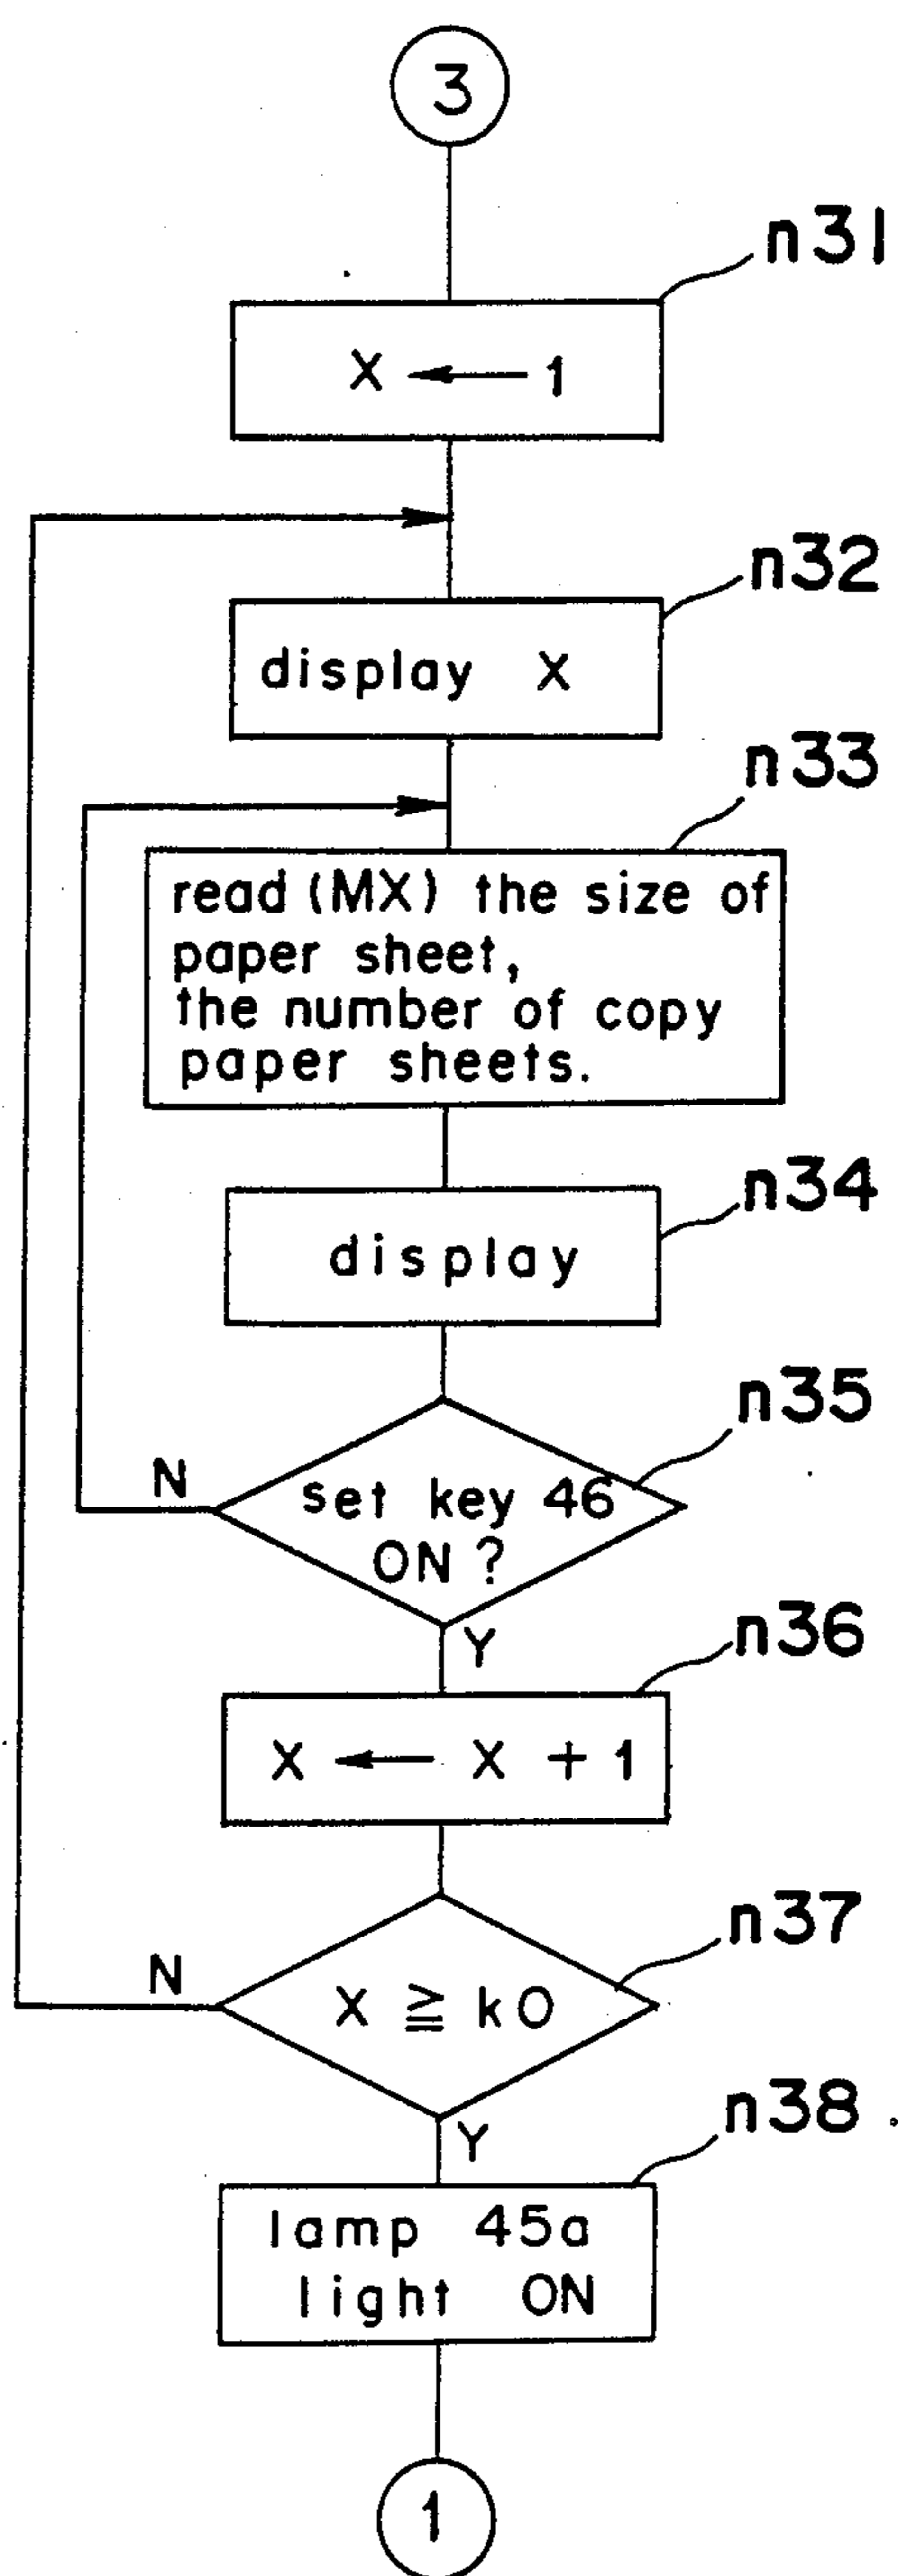 3
n31
X ← 1
n32
display X
n33
read (MX) the size of
paper sheet,
the number of copy
paper sheets.
n34
display
n35
N
set key 46
ON ?
Y
n36
X ← X + 1
n37
N
X ≧ k0
Y
n38
lamp 45a
light ON
1